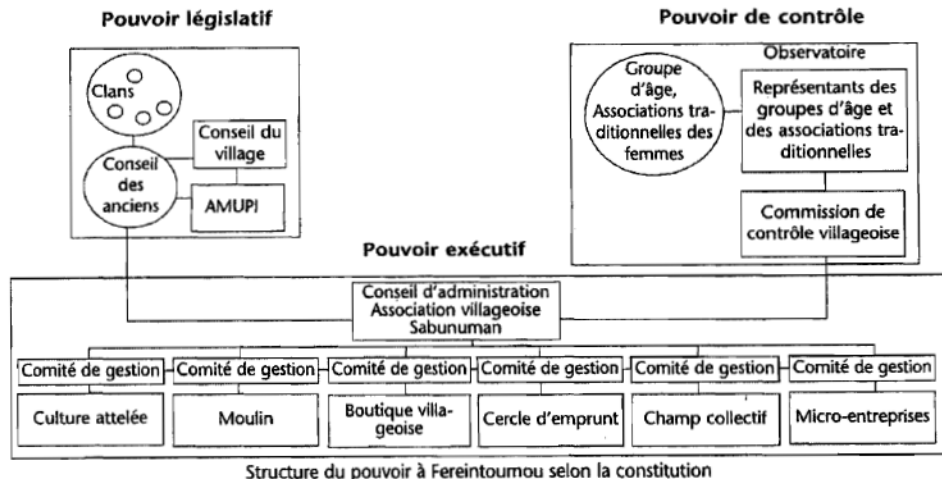 Pouvoir législatif
Clans
Conseil du
village
Conseil
des
anciens
AMUPI
Pouvoir de contrôle
Observatoire
Groupe
d'âge,
Associations tra-
ditionnelles des
femmes
Représentants des
groupes d'âge et
des associations tra-
ditionnelles
Commission de
contrôle villageoise
Pouvoir exécutif
Conseil d'administration
Association villageoise
Sabunuman
Comité de gestion
Comité de gestion
Comité de gestion
Comité de gestion
Comité de gestion
Comité de gestion
Culture attelée
Moulin
Boutique villa-
geoise
Cercle d'emprunt
Champ collectif
Micro-entreprises
Structure du pouvoir à Fereintoumou selon la constitution